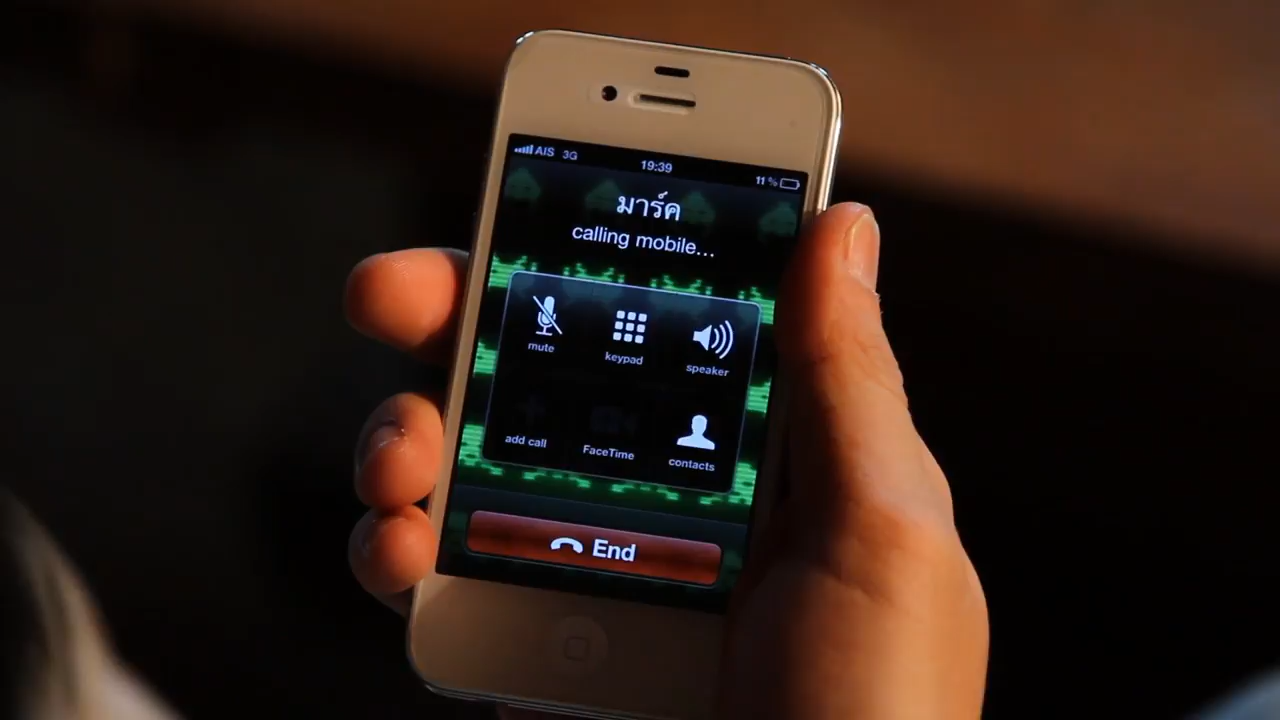 AIS 3G 19:39 11%
มาร์ค
calling mobile...
mute keypad speaker
add call FaceTime contacts
End